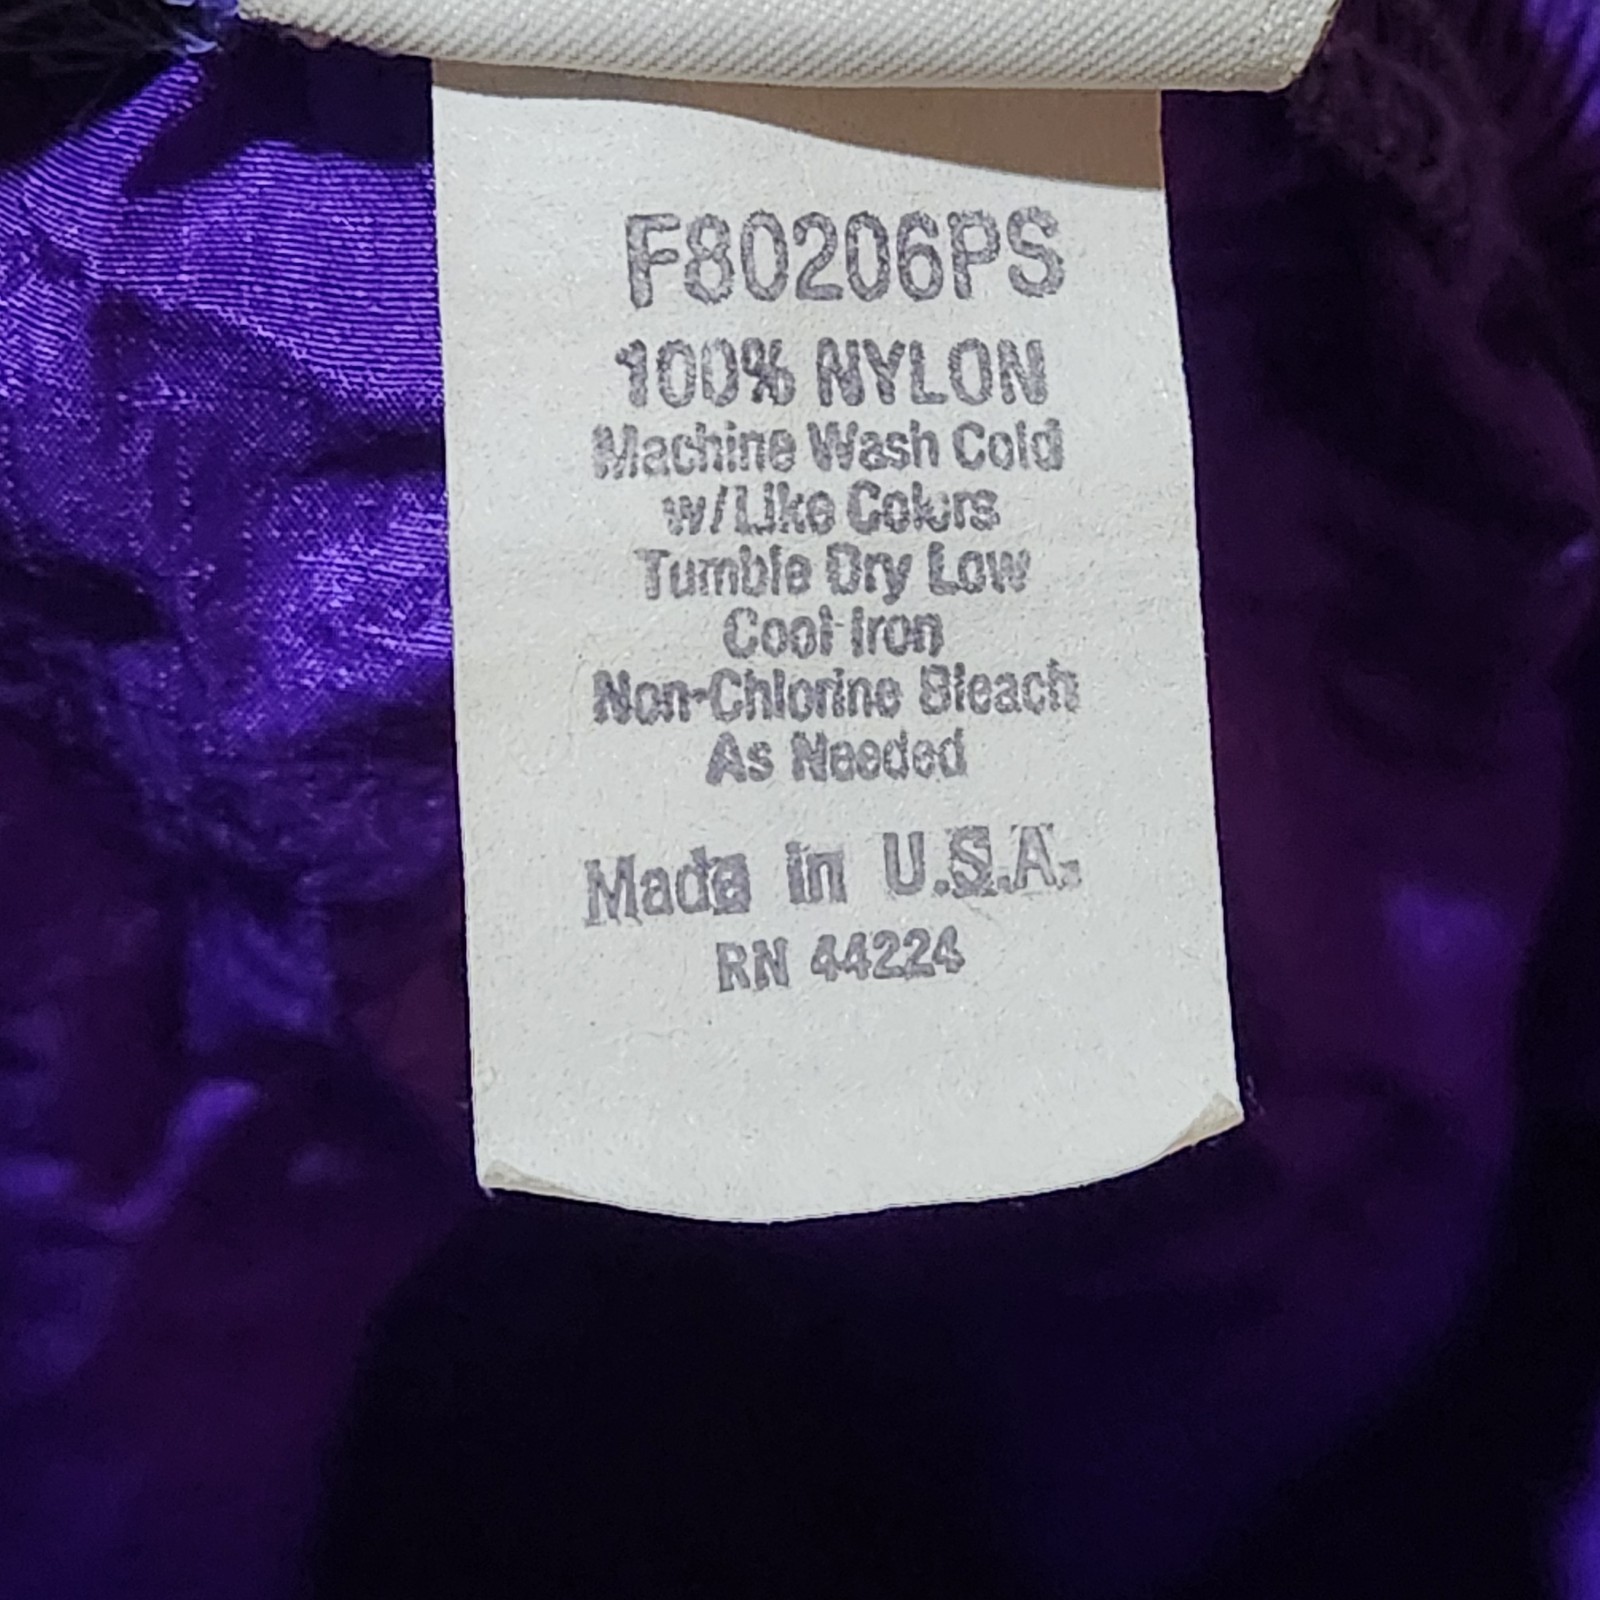 F80206PS
100% NYLON
Machine Wash Cold
w/Like Colors
Tumble Dry Low
Cool Iron
Non-Chlorine Bleach
As Needed
Made in U.S.A.
RN 44224